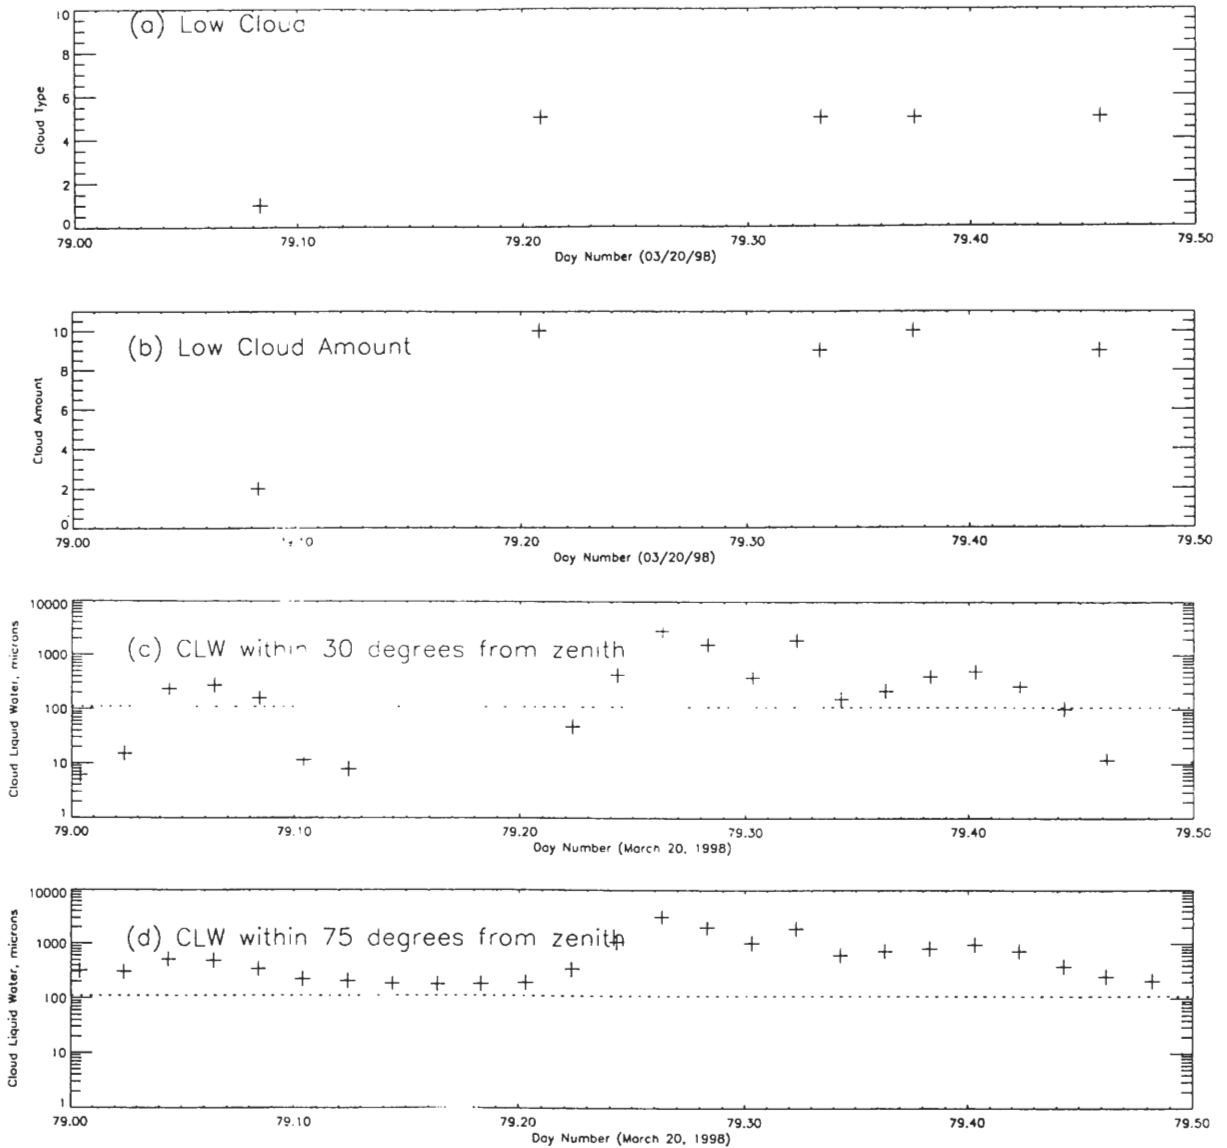 10
(a) Low Cloud
8
6
4
2
0
Cloud Type
79.00 79.10 79.20 79.30 79.40 79.50
Day Number (03/20/98)
10
(b) Low Cloud Amount
8
6
4
2
0
Cloud Amount
79.00 79.20 79.30 79.40 79.50
Day Number (03/20/98)
10000
1000
(c) CLW within 30 degrees from zenith
100
10
1
Cloud Liquid Water, microns
79.00 79.10 79.20 79.30 79.40 79.50
Day Number (March 20, 1998)
10000
1000
(d) CLW within 75 degrees from zenith
100
10
1
Cloud Liquid Water, microns
79.00 79.10 79.20 79.30 79.40 79.50
Day Number (March 20, 1998)